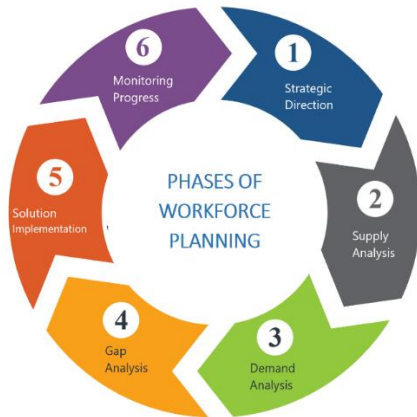 PHASES OF
WORKFORCE
PLANNING
1
Strategic
Direction
2
Supply
Analysis
3
Demand
Analysis
4
Gap
Analysis
5
Solution
Implementation
6
Monitoring
Progress